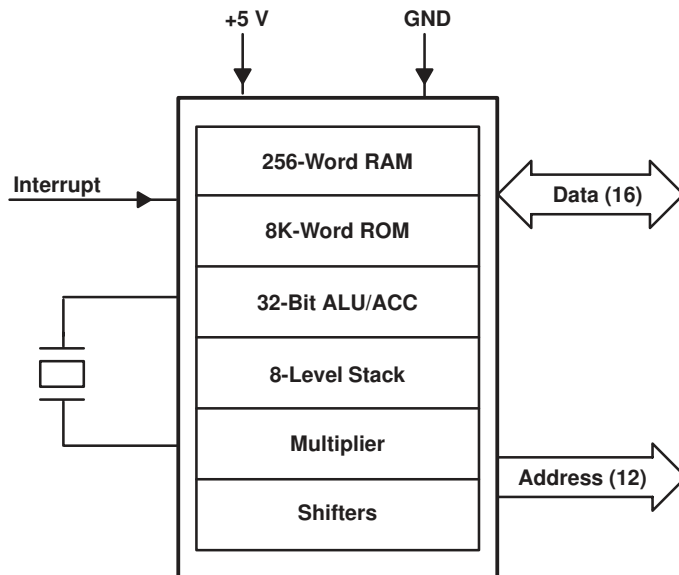 +5 V
GND
256-Word RAM
Interrupt
Data (16)
8K-Word ROM
32-Bit ALU/ACC
8-Level Stack
Multiplier
Address (12)
Shifters